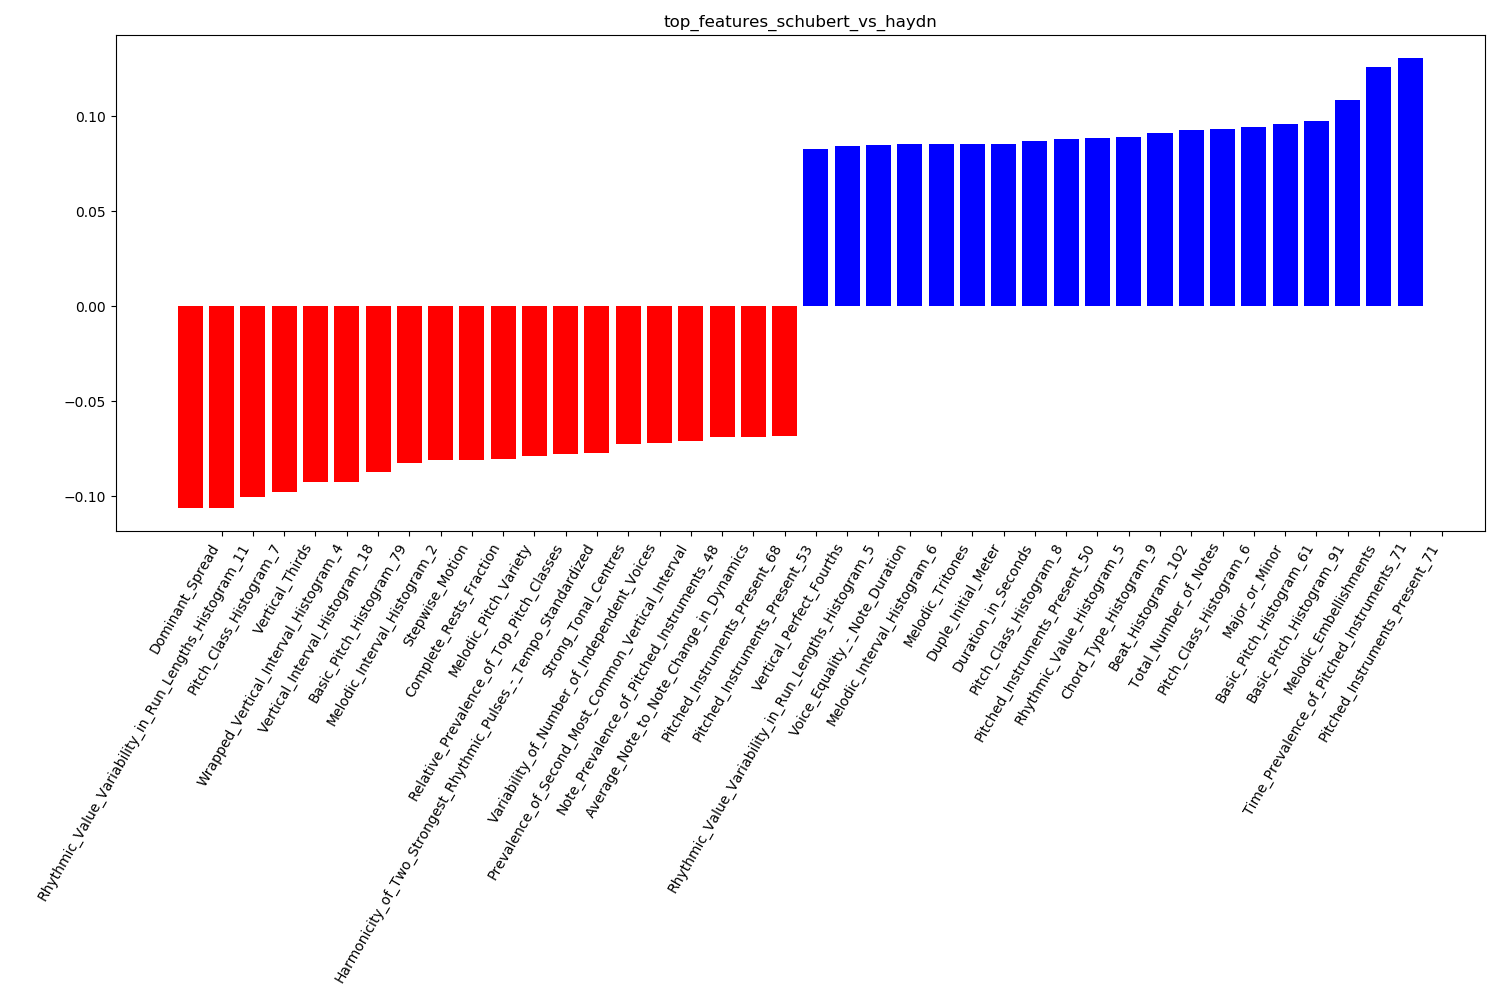 top_features_schubert_vs_haydn
0.10
0.05
0.00
−0.05
−0.10
Dominant_Spread
Rhythmic_Value_Variability_in_Run_Lengths_Histogram_11
Pitch_Class_Histogram_7
Vertical_Thirds
Wrapped_Vertical_Interval_Histogram_4
Vertical_Interval_Histogram_18
Basic_Pitch_Histogram_79
Melodic_Interval_Histogram_2
Stepwise_Motion
Complete_Rests_Fraction
Melodic_Pitch_Variety
Relative_Prevalence_of_Top_Pitch_Classes
Harmonicity_of_Two_Strongest_Rhythmic_Pulses_-_Tempo_Standardized
Strong_Tonal_Centres
Variability_of_Number_of_Independent_Voices
Prevalence_of_Second_Most_Common_Vertical_Interval
Note_Prevalence_of_Pitched_Instruments_48
Average_Note_to_Note_Change_in_Dynamics
Pitched_Instruments_Present_68
Pitched_Instruments_Present_53
Vertical_Perfect_Fourths
Rhythmic_Value_Variability_in_Run_Lengths_Histogram_5
Voice_Equality_-_Note_Duration
Melodic_Interval_Histogram_6
Melodic_Tritones
Duple_Initial_Meter
Duration_in_Seconds
Pitch_Class_Histogram_8
Pitched_Instruments_Present_50
Rhythmic_Value_Histogram_5
Chord_Type_Histogram_9
Beat_Histogram_102
Total_Number_of_Notes
Pitch_Class_Histogram_6
Major_or_Minor
Basic_Pitch_Histogram_61
Basic_Pitch_Histogram_91
Melodic_Embellishments
Time_Prevalence_of_Pitched_Instruments_71
Pitched_Instruments_Present_71